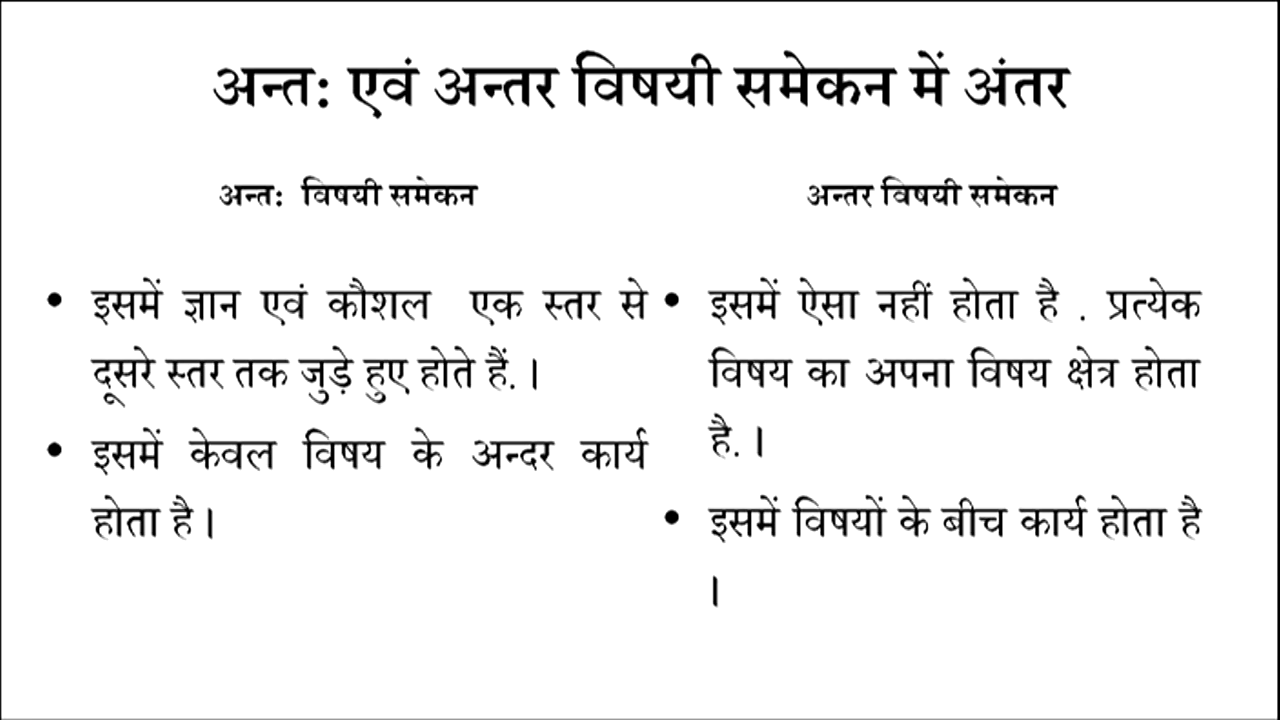 अन्त: एवं अन्तर विषयी समेकन में अंतर
अन्त: विषयी समेकन
• इसमें ज्ञान एवं कौशल एक स्तर से
दूसरे स्तर तक जुड़े हुए होते हैं. ।
• इसमें केवल विषय के अन्दर कार्य
होता है ।
अन्तर विषयी समेकन
• इसमें ऐसा नहीं होता है . प्रत्येक
विषय का अपना विषय क्षेत्र होता
है. ।
• इसमें विषयों के बीच कार्य होता है
।